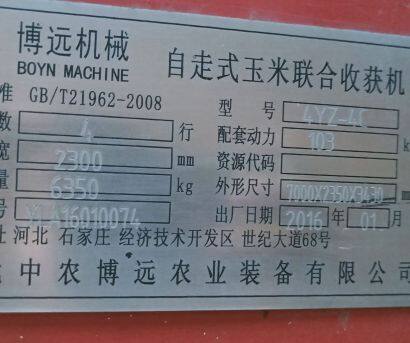 博远机械
BOYN MACHINE
自走式玉米联合收获机
准 GB/T21962-2008
型 号 4YZ-4C
数 4 行
配套动力 103 k
宽 2300 mm
资源代码
量 6350 kg
外形尺寸 7000X2350X3430 mm
号 16010074
出厂日期 2016 年 01 月
址 河北 石家庄 经济技术开发区 世纪大道68号
中农博远农业装备有限公司